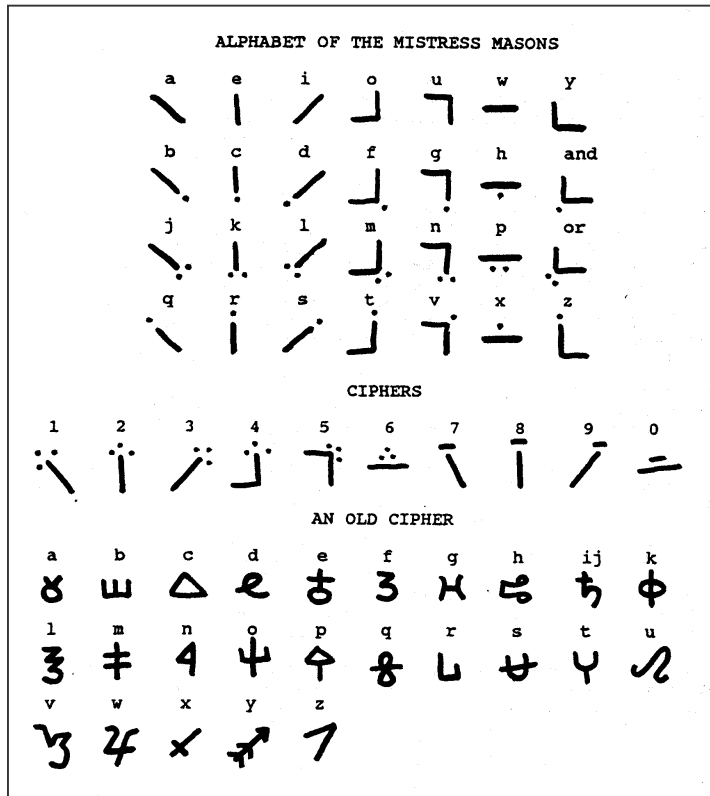 ALPHABET OF THE MISTRESS MASONS
a e i o u w y
b c d f g h and
j k l m n p or
q r s t v x z
CIPHERS
1 2 3 4 5 6 7 8 9 0
AN OLD CIPHER
a b c d e f g h ij k
l m n o p q r s t u
v w x y z